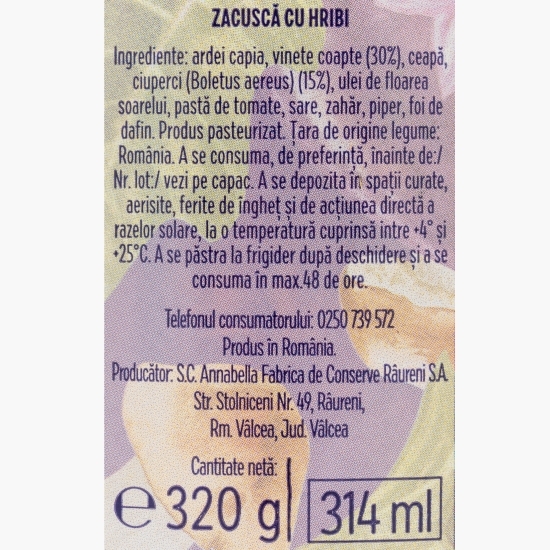 ZACUSCĂ CU HRIBI
Ingrediente: ardei capia, vinete coapte (30%), ceapă,
ciuperci (Boletus aereus) (15%), ulei de floarea
soarelui, pastă de tomate, sare, zahăr, piper, foi de
dafin. Produs pasteurizat. Țara de origine legume:
România. A se consuma, de preferință, înainte de:/
Nr. lot:/ vezi pe capac. A se depozita în spații curate,
aerisite, ferite de îngheț și de acțiunea directă a
razelor solare, la o temperatură cuprinsă între +4° și
+25°C. A se păstra la frigider după deschidere și a se
consuma în max.48 de ore.
Telefonul consumatorului: 0250 739 572
Produs în România.
Producător: S.C. Annabella Fabrica de Conserve Râureni S.A.
Str. Stolniceni Nr. 49, Râureni,
Rm. Vâlcea, Jud. Vâlcea
Cantitate netă:
℮ 320 g 314 ml